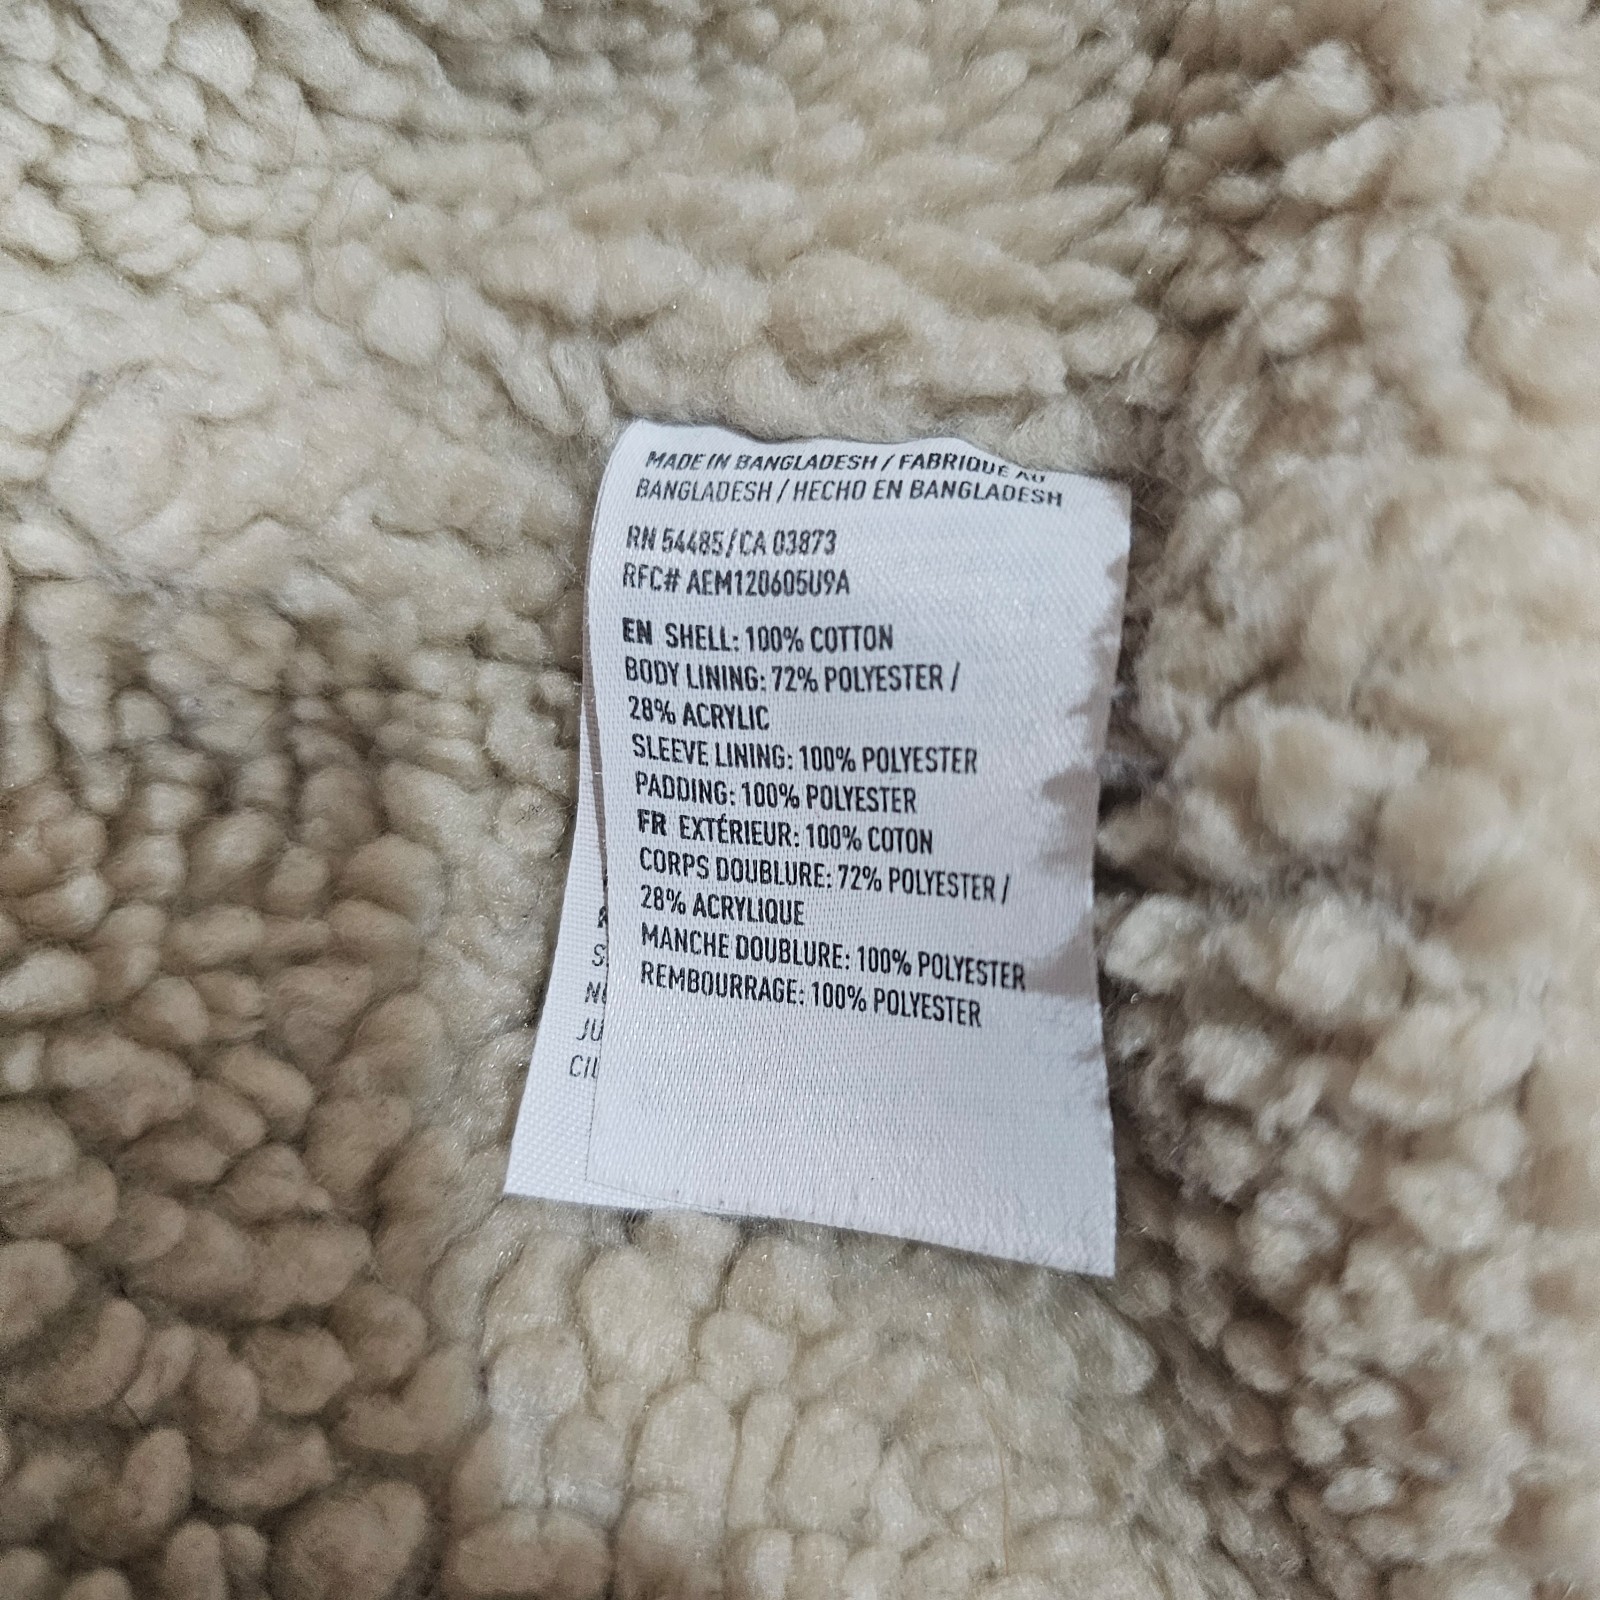 MADE IN BANGLADESH / FABRIQUE AU
BANGLADESH / HECHO EN BANGLADESH
RN 54485/CA 03873
RFC# AEM120605U9A
EN SHELL: 100% COTTON
BODY LINING: 72% POLYESTER /
28% ACRYLIC
SLEEVE LINING: 100% POLYESTER
PADDING: 100% POLYESTER
FR EXTÉRIEUR: 100% COTON
CORPS DOUBLURE: 72% POLYESTER /
28% ACRYLIQUE
MANCHE DOUBLURE: 100% POLYESTER
REMBOURRAGE: 100% POLYESTER